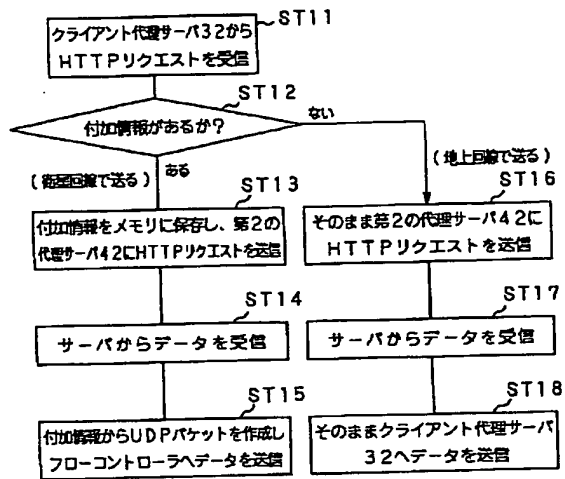 ST11
クライアント代理サーバ32から
HTTPリクエストを受信
ST12
付加情報があるか?
ない
ある
(衛星回線で送る)
(地上回線で送る)
ST13
付加情報をメモリに保存し、第2の
代理サーバ42にHTTPリクエストを送信
ST16
そのまま第2の代理サーバ42に
HTTPリクエストを送信
ST14
サーバからデータを受信
ST17
サーバからデータを受信
ST15
付加情報からUDPパケットを作成し
フローコントローラへデータを送信
ST18
そのままクライアント代理サーバ
32へデータを送信